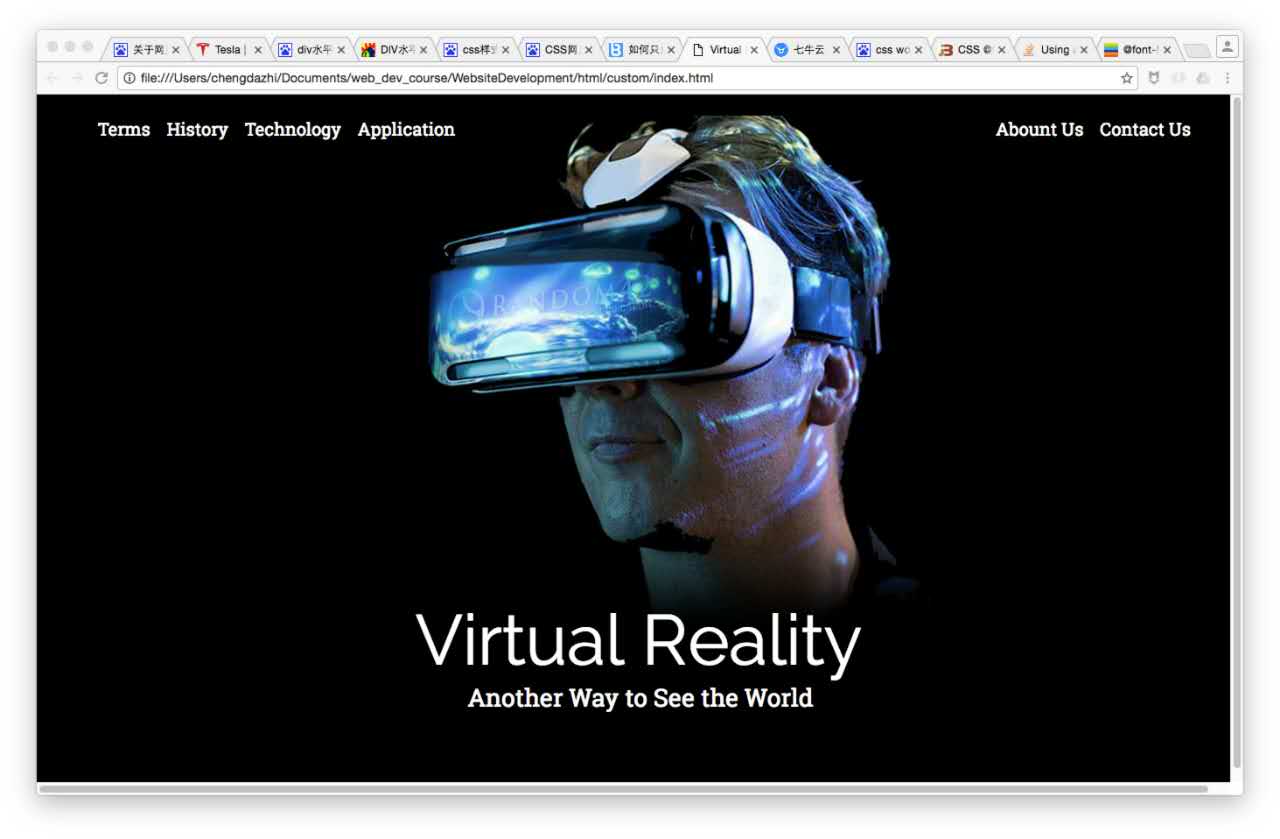 关于网 Tesla | div水平 DIV水平 css样式 CSS网 如何只 Virtual 七牛云 css wo CSS @ Using @font-
file:///Users/chengdazhi/Documents/web_dev_course/WebsiteDevelopment/html/custom/index.html
Terms History Technology Application Abount Us Contact Us
RANDOM42
Virtual Reality
Another Way to See the World